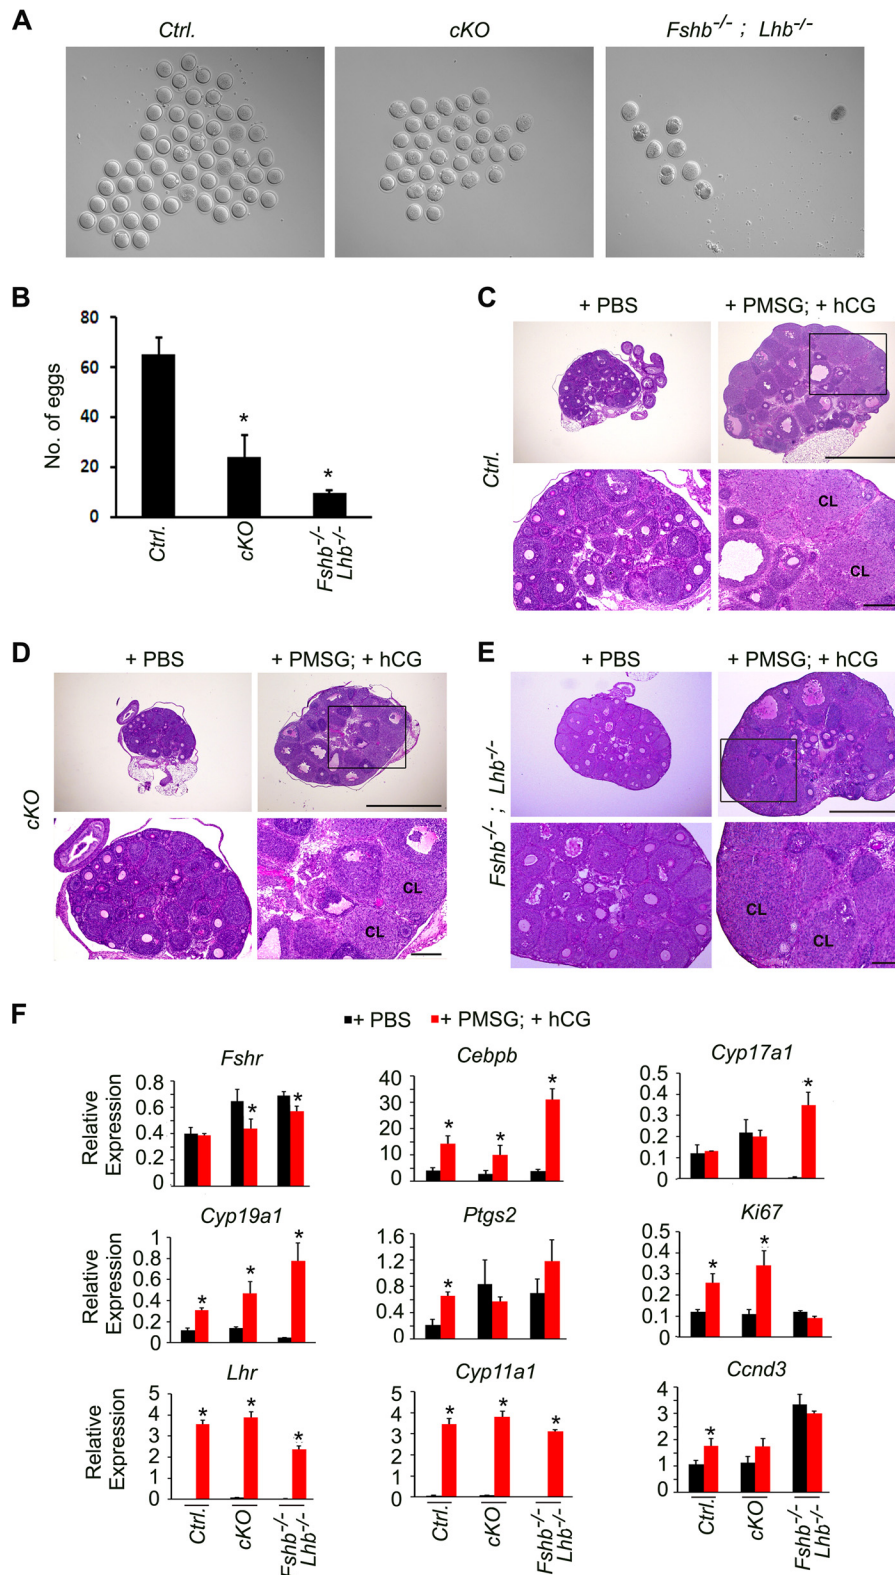 A
Ctrl.
cKO
Fshb-/- ; Lhb-/-
B
80
60
40
20
0
No. of eggs
*
*
Ctrl.
cKO
Fshb-/-
Lhb-/-
C
+ PBS
+ PMSG; + hCG
Ctrl.
CL
CL
D
+ PBS
+ PMSG; + hCG
cKO
CL
CL
E
+ PBS
+ PMSG; + hCG
Fshb-/- ; Lhb-/-
CL
CL
F
+ PBS
+ PMSG; + hCG
Fshr
Relative
Expression
0.8
0.6
0.4
0.2
0
*
*
Cebpb
40
30
20
10
0
*
*
*
Cyp17a1
0.5
0.4
0.3
0.2
0.1
0
*
Cyp19a1
Relative
Expression
1
0.8
0.6
0.4
0.2
0
*
*
*
Ptgs2
1.6
1.2
0.8
0.4
0
*
Ki67
0.5
0.4
0.3
0.2
0.1
0
*
*
Lhr
Relative
Expression
5
4
3
2
1
0
*
*
*
Ctrl.
cKO
Fshb-/-
Lhb-/-
Cyp11a1
5
4
3
2
1
0
*
*
*
Ctrl.
cKO
Fshb-/-
Lhb-/-
Ccnd3
4
3
2
1
0
*
Ctrl.
cKO
Fshb-/-
Lhb-/-